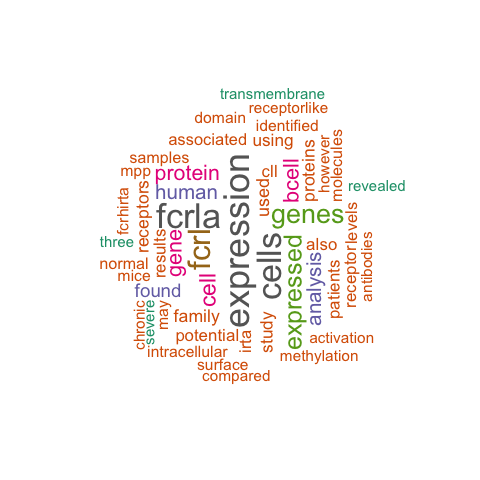 transmembrane
receptorlike
domain
identified
associated
using
samples
cll
mpp
protein
bcell
proteins
however
molecules
human
used
revealed
fcrhirta
receptors
fcrla
expression
genes
three
results
gene
fcrl
cells
expressed
also
levels
receptor
antibodies
normal
mice
cell
analysis
patients
found
chronic
severe
may
family
potential
irta
study
activation
intracellular
methylation
surface
compared